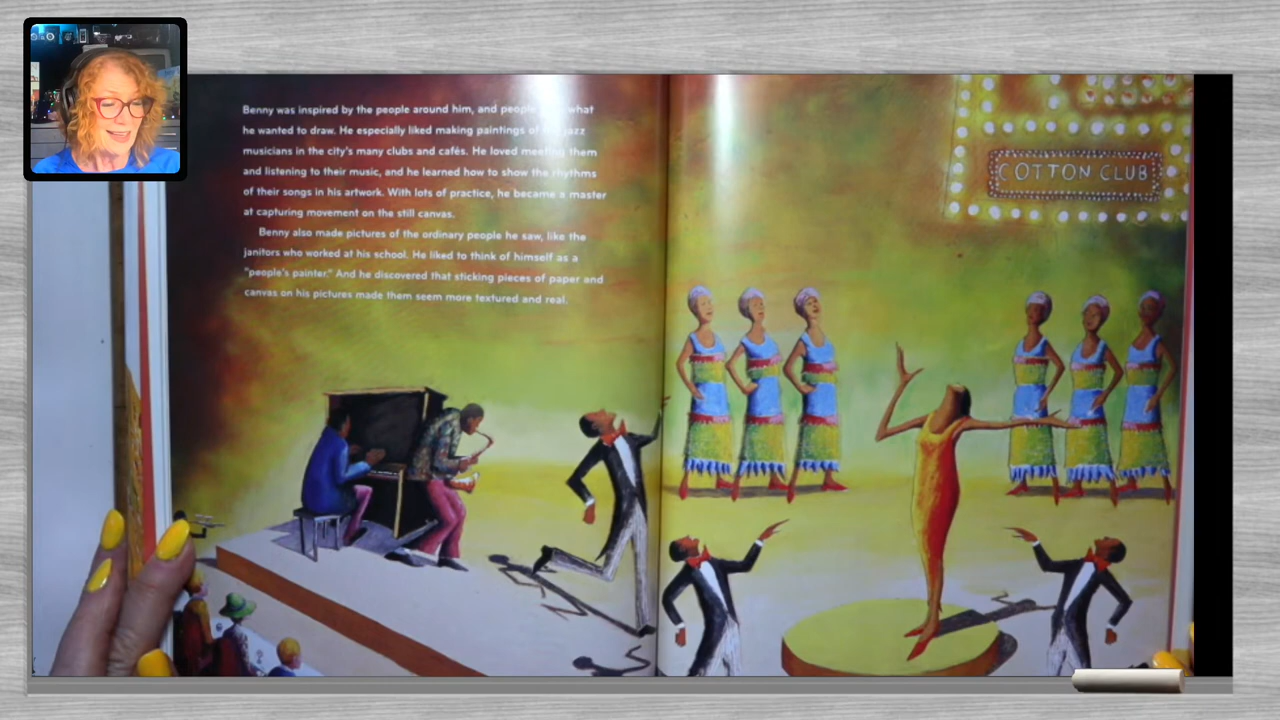 Benny was inspired by the people around him, and people what
he wanted to draw. He especially liked making paintings of jazz
musicians in the city's many clubs and cafés. He loved meeting them
and listening to their music, and he learned how to show the rhythms
of their songs in his artwork. With lots of practice, he became a master
at capturing movement on the still canvas.
Benny also made pictures of the ordinary people he saw, like the
janitors who worked at his school. He liked to think of himself as a
"people's painter." And he discovered that sticking pieces of paper and
canvas on his pictures made them seem more textured and real.
COTTON CLUB